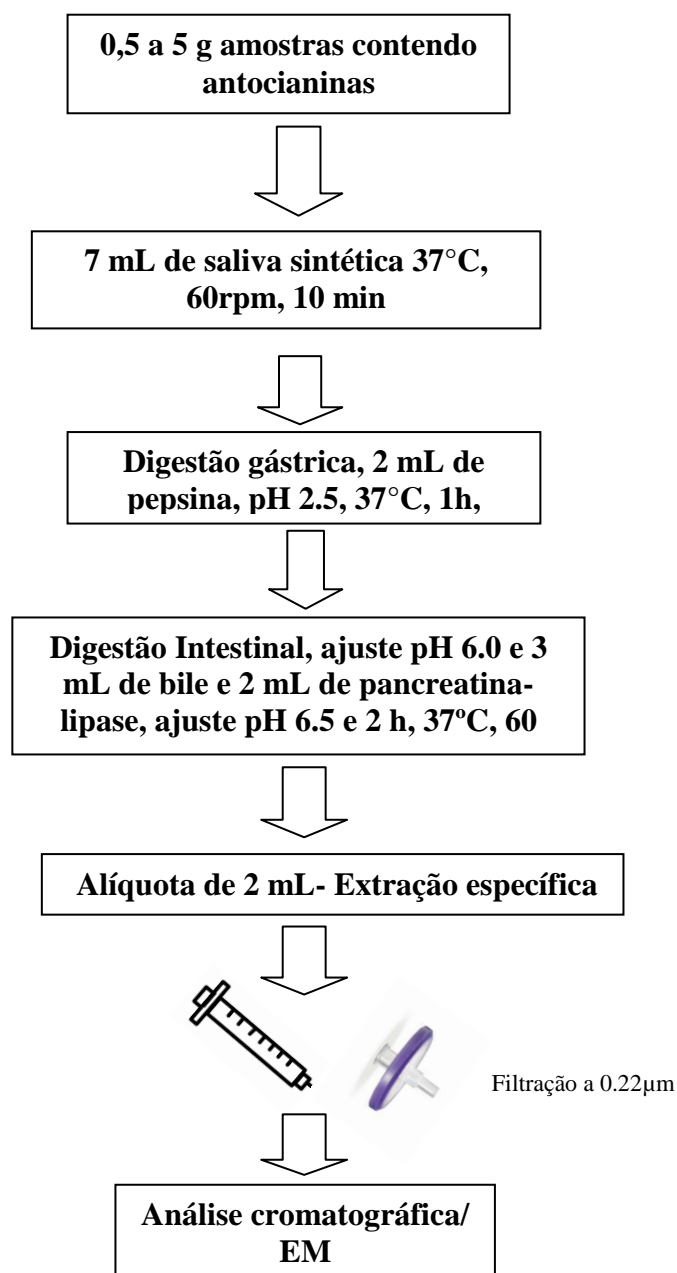 0,5 a 5 g amostras contendo
antocianinas
7 mL de saliva sintética 37°C,
60rpm, 10 min
Digestão gástrica, 2 mL de
pepsina, pH 2.5, 37°C, 1h,
Digestão Intestinal, ajuste pH 6.0 e 3
mL de bile e 2 mL de pancreatina-
lipase, ajuste pH 6.5 e 2 h, 37ºC, 60
Alíquota de 2 mL- Extração específica
Filtração a 0.22µm
Análise cromatográfica/
EM